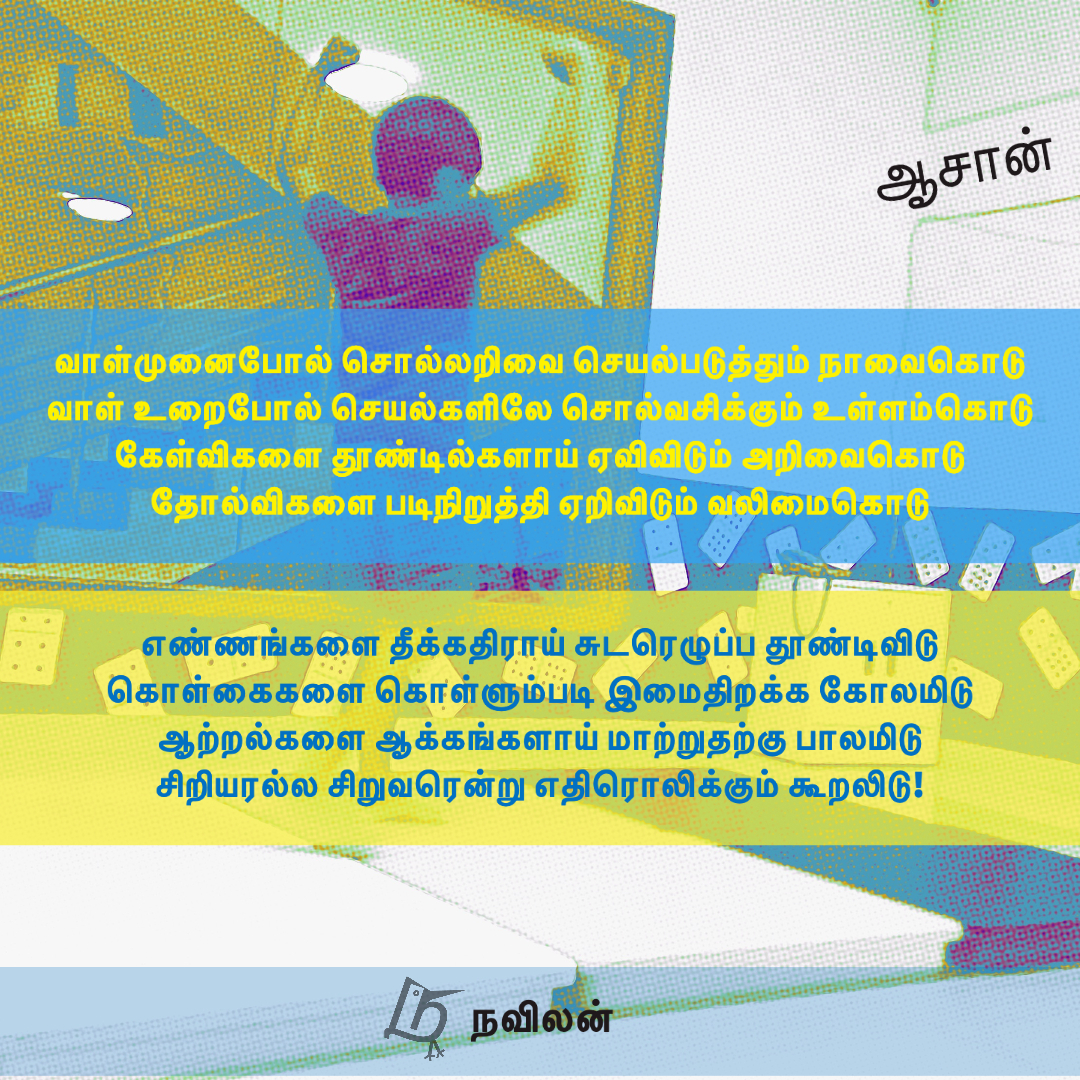 ஆசான்
வாள்முனைபோல் சொல்லறிவை செயல்படுத்தும் நாவைகொடு
வாள் உறைபோல் செயல்களிலே சொல்வசிக்கும் உள்ளம்கொடு
கேள்விகளை தூண்டில்களாய் ஏவிவிடும் அறிவைகொடு
தோல்விகளை படிநிறுத்தி ஏறிவிடும் வலிமைகொடு
எண்ணங்களை தீக்கதிராய் சுடரெழுப்ப தூண்டிவிடு
கொள்கைகளை கொள்ளும்படி இமைதிறக்க கோலமிடு
ஆற்றல்களை ஆக்கங்களாய் மாற்றுதற்கு பாலமிடு
சிறியரல்ல சிறுவரென்று எதிரொலிக்கும் கூறலிடு!
ந நவிலன்